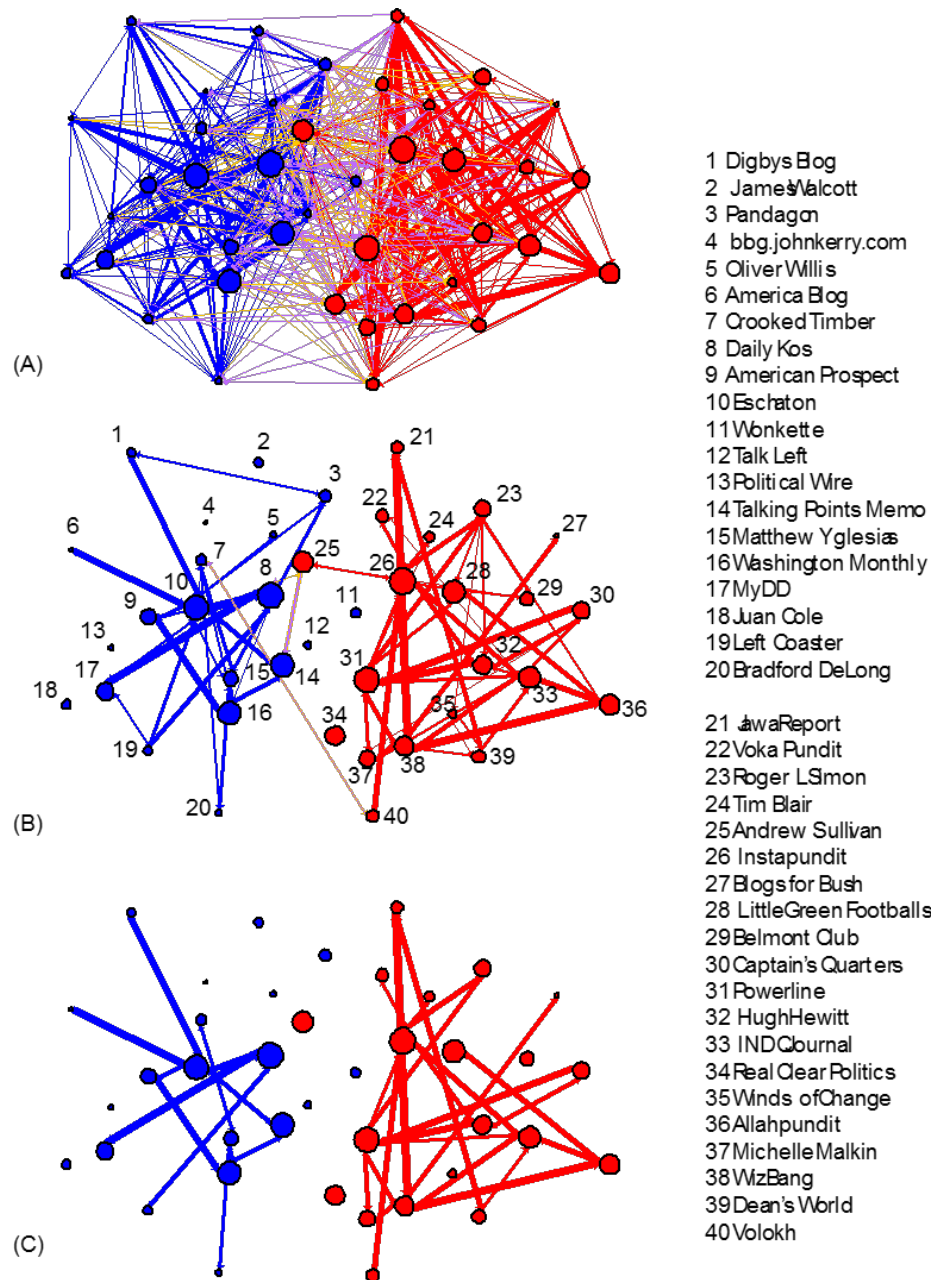 (A)
1
2
3
21
22
23
24
27
4
5
6
7
25
26
28
8
10
29
30
9
11
13
12
32
31
17
15
14
33
18
16
35
36
34
19
37
38
39
20
40
(B)
(C)
1 Digbys Blog
2 James Walcott
3 Pandagon
4 bbg.johnkerry.com
5 Oliver Willis
6 America Blog
7 Crooked Timber
8 Daily Kos
9 American Prospect
10 Eschaton
11 Wonkette
12 Talk Left
13 Political Wire
14 Talking Points Memo
15 Matthew Yglesias
16 Washington Monthly
17 MyDD
18 Juan Cole
19 Left Coaster
20 Bradford DeLong
21 JawaReport
22 Voka Pundit
23 Roger LSimon
24 Tim Blair
25 Andrew Sullivan
26 Instapundit
27 Blogs for Bush
28 LittleGreen Footballs
29 Belmont Club
30 Captain's Quarters
31 Powerline
32 HughHewitt
33 INDCJournal
34 Real Clear Politics
35 Winds ofChange
36 Allahpundit
37 MichelleMalkin
38 WizBang
39 Dean's World
40 Volokh